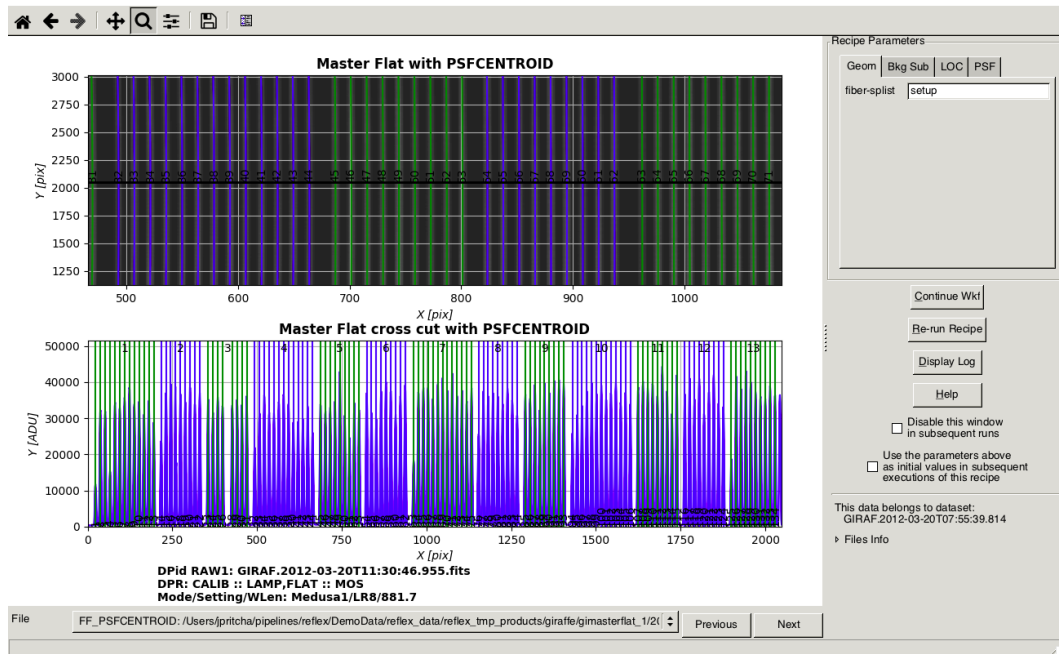 Recipe Parameters
Master Flat with PSFCENTROID
Geom Bkg Sub LOC PSF
fiber-splist setup
3000
2750
2500
2250
2000
1750
1500
1250
Y [pix]
500 600 700 800 900 1000
X [pix]
Master Flat cross cut with PSFCENTROID
1 2 3 4 5 6 7 8 9 10 11 12 13
50000
40000
30000
20000
10000
0
Y [ADU]
0 250 500 750 1000 1250 1500 1750 2000
X [pix]
DPid RAW1: GIRAF.2012-03-20T11:30:46.955.fits
DPR: CALIB :: LAMP,FLAT :: MOS
Mode/Setting/WLen: Medusa1/LR8/881.7
Continue Wkf
Re-run Recipe
Display Log
Help
Disable this window
in subsequent runs
Use the parameters above
as initial values in subsequent
executions of this recipe
This data belongs to dataset:
GIRAF.2012-03-20T07:55:39.814
Files Info
File
FF_PSFCENTROID: /Users/jpritcha/pipelines/reflex/DemoData/reflex_data/reflex_tmp_products/giraffe/gimasterflat_1/2(
Previous
Next